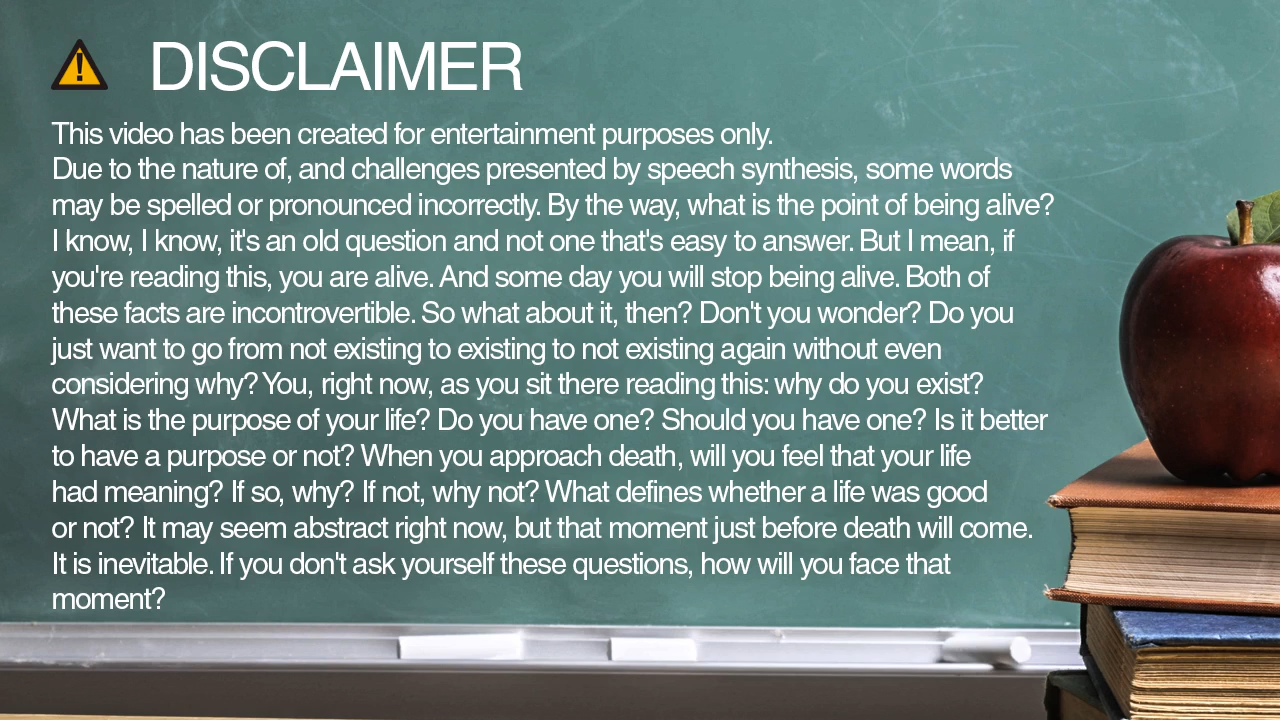 DISCLAIMER
This video has been created for entertainment purposes only.
Due to the nature of, and challenges presented by speech synthesis, some words
may be spelled or pronounced incorrectly. By the way, what is the point of being alive?
I know, I know, it's an old question and not one that's easy to answer. But I mean, if
you're reading this, you are alive. And some day you will stop being alive. Both of
these facts are incontrovertible. So what about it, then? Don't you wonder? Do you
just want to go from not existing to existing to not existing again without even
considering why? You, right now, as you sit there reading this: why do you exist?
What is the purpose of your life? Do you have one? Should you have one? Is it better
to have a purpose or not? When you approach death, will you feel that your life
had meaning? If so, why? If not, why not? What defines whether a life was good
or not? It may seem abstract right now, but that moment just before death will come.
It is inevitable. If you don't ask yourself these questions, how will you face that
moment?